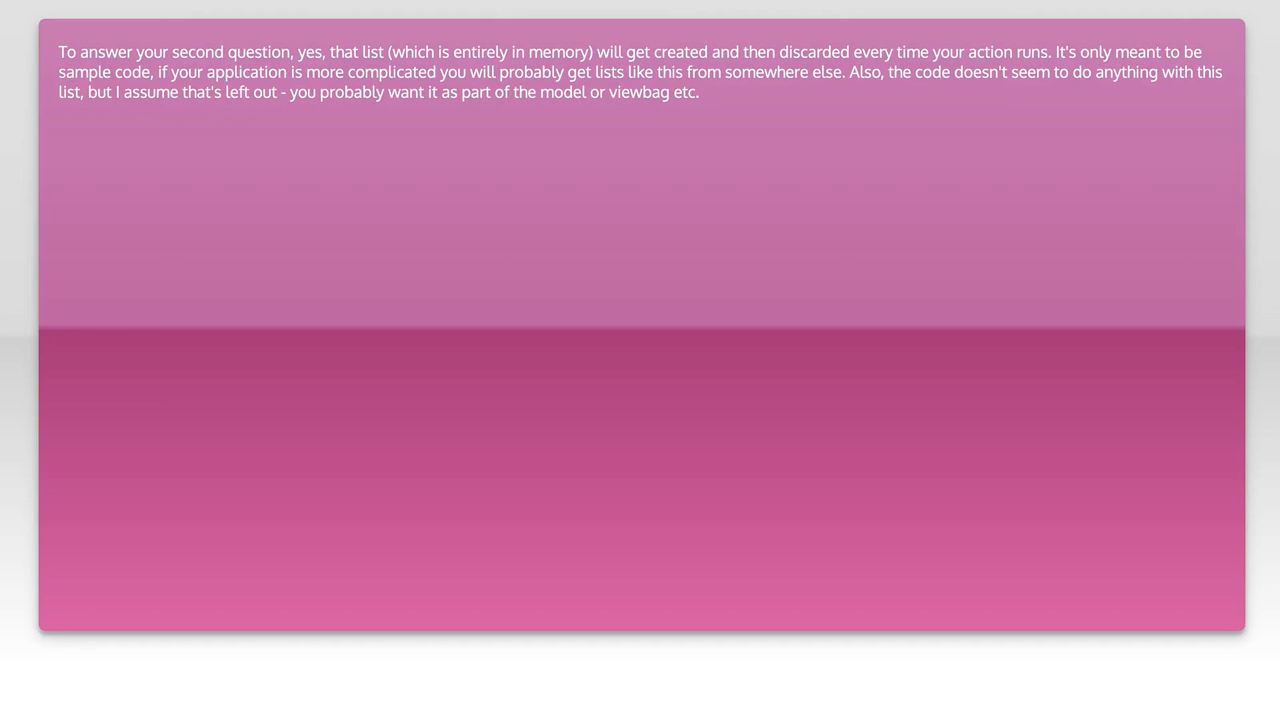 To answer your second question, yes, that list (which is entirely in memory) will get created and then discarded every time your action runs. It's only meant to be
sample code, if your application is more complicated you will probably get lists like this from somewhere else. Also, the code doesn't seem to do anything with this
list, but I assume that's left out - you probably want it as part of the model or viewbag etc.